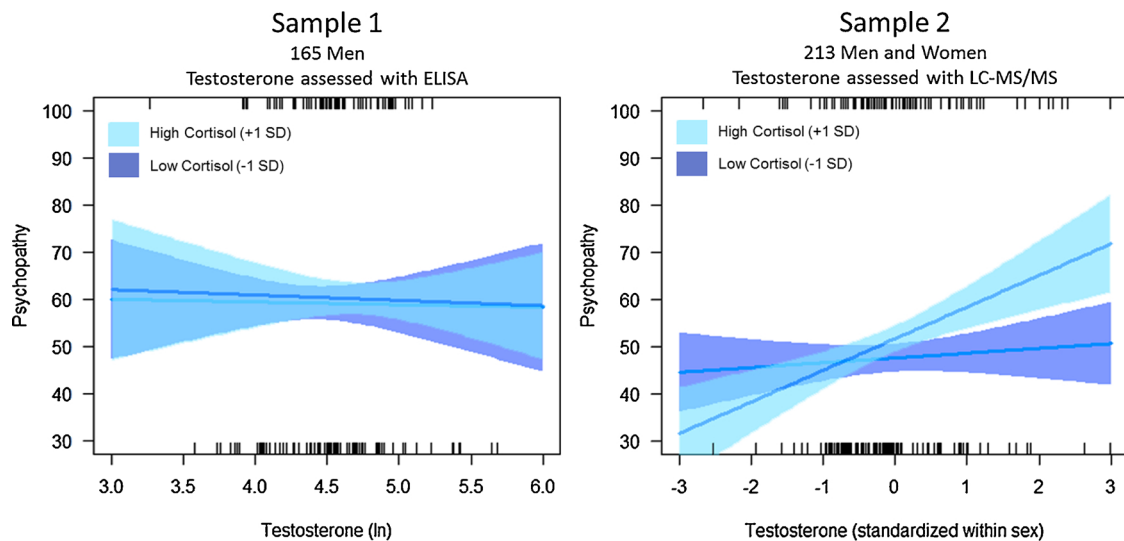 Sample 1
165 Men
Testosterone assessed with ELISA
100
90
80
70
60
50
40
30
Psychopathy
High Cortisol (+1 SD)
Low Cortisol (-1 SD)
3.0 3.5 4.0 4.5 5.0 5.5 6.0
Testosterone (ln)
Sample 2
213 Men and Women
Testosterone assessed with LC-MS/MS
100
90
80
70
60
50
40
30
Psychopathy
High Cortisol (+1 SD)
Low Cortisol (-1 SD)
-3 -2 -1 0 1 2 3
Testosterone (standardized within sex)